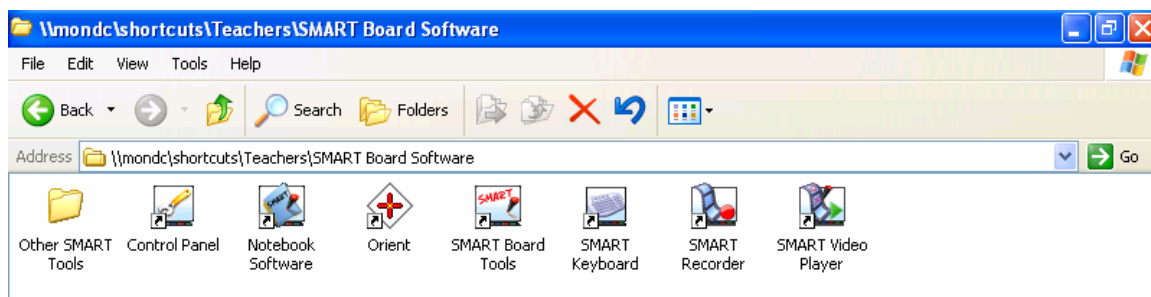 \\mondc\shortcuts\Teachers\SMART Board Software
File Edit View Tools Help
Back Search Folders
Address \\mondc\shortcuts\Teachers\SMART Board Software Go
Other SMART Tools
Control Panel
Notebook Software
Orient
SMART Board Tools
SMART Keyboard
SMART Recorder
SMART Video Player